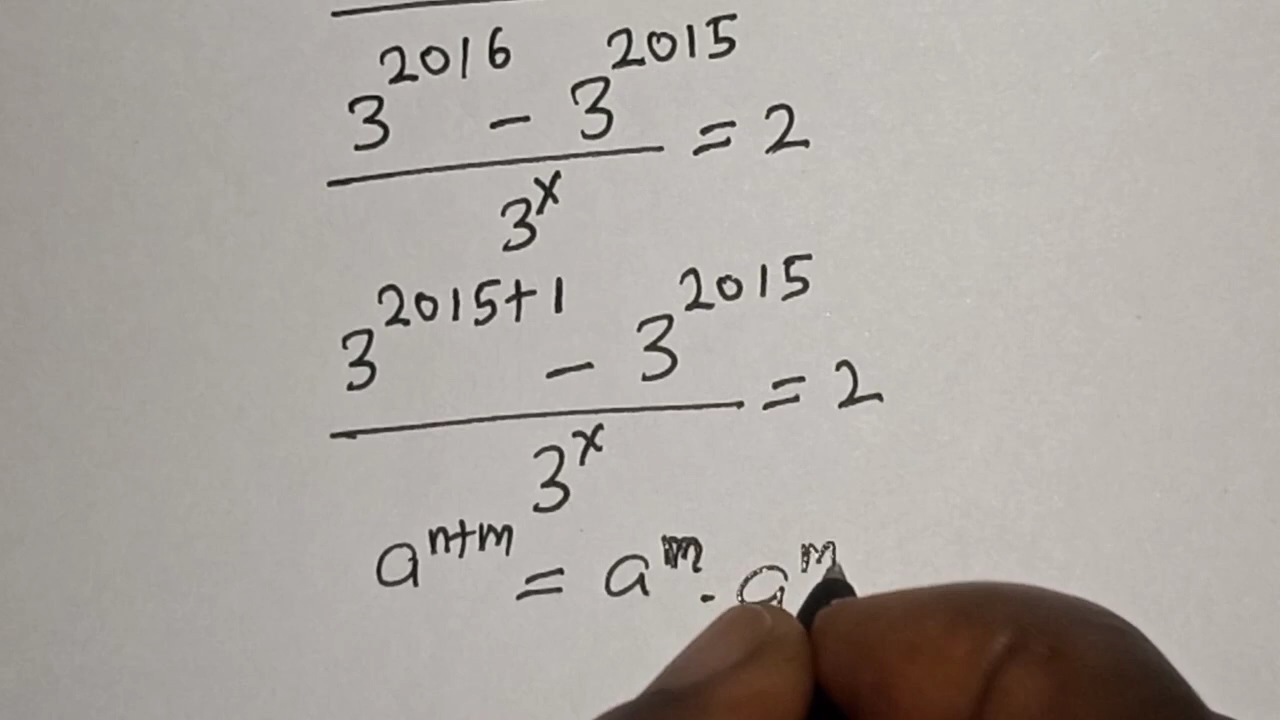 3^2016 - 3^2015 / 3^x = 2
3^2015+1 - 3^2015 / 3^x = 2
a^n+m = a^m . a^m